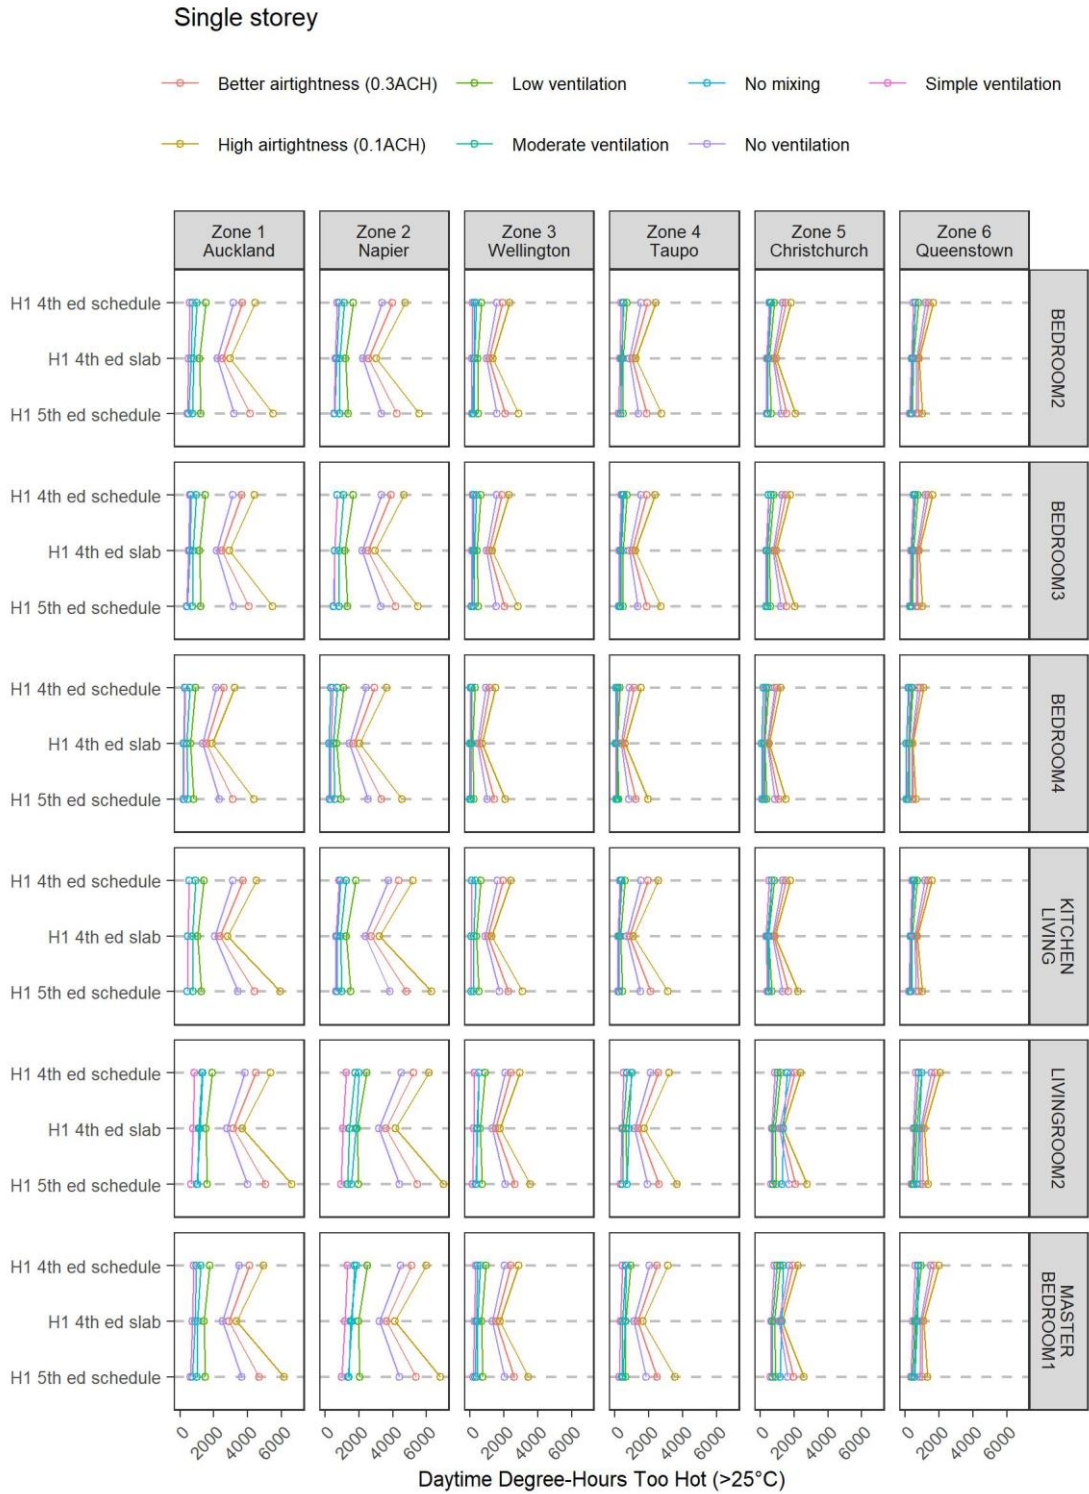 Single storey
Better airtightness (0.3ACH)
Low ventilation
No mixing
Simple ventilation
High airtightness (0.1ACH)
Moderate ventilation
No ventilation
Zone 1
Auckland
Zone 2
Napier
Zone 3
Wellington
Zone 4
Taupo
Zone 5
Christchurch
Zone 6
Queenstown
H1 4th ed schedule
H1 4th ed slab
H1 5th ed schedule
BEDROOM2
H1 4th ed schedule
H1 4th ed slab
H1 5th ed schedule
BEDROOM3
H1 4th ed schedule
H1 4th ed slab
H1 5th ed schedule
BEDROOM4
H1 4th ed schedule
H1 4th ed slab
H1 5th ed schedule
KITCHEN
LIVING
H1 4th ed schedule
H1 4th ed slab
H1 5th ed schedule
LIVINGROOM2
H1 4th ed schedule
H1 4th ed slab
H1 5th ed schedule
MASTER
BEDROOM1
0 2000 4000 6000
0 2000 4000 6000
0 2000 4000 6000
0 2000 4000 6000
0 2000 4000 6000
0 2000 4000 6000
Daytime Degree-Hours Too Hot (>25°C)